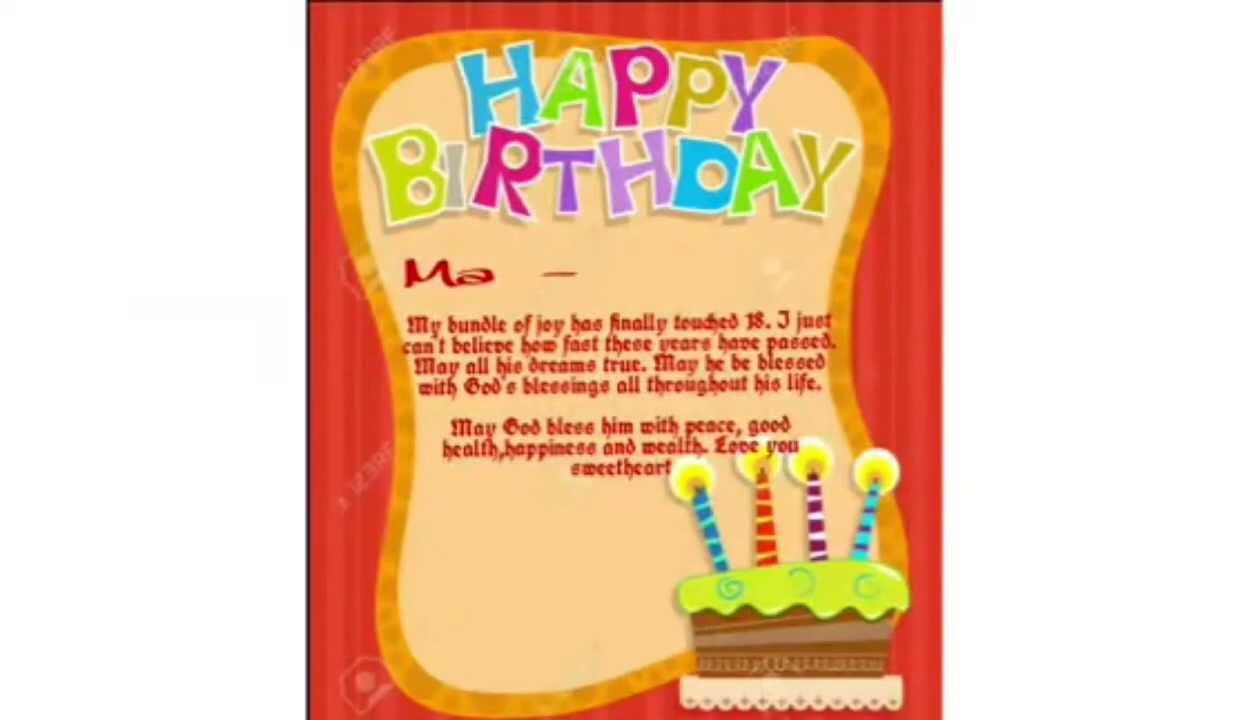 HAPPY
BIRTHDAY
Ma –
My bundle of joy has finally touched 18. I just
can't believe how fast these years have passed.
May all his dreams true. May he be blessed
with God's blessings all throughout his life.
May God bless him with peace, good
health,happiness and wealth. Love you
sweetheart